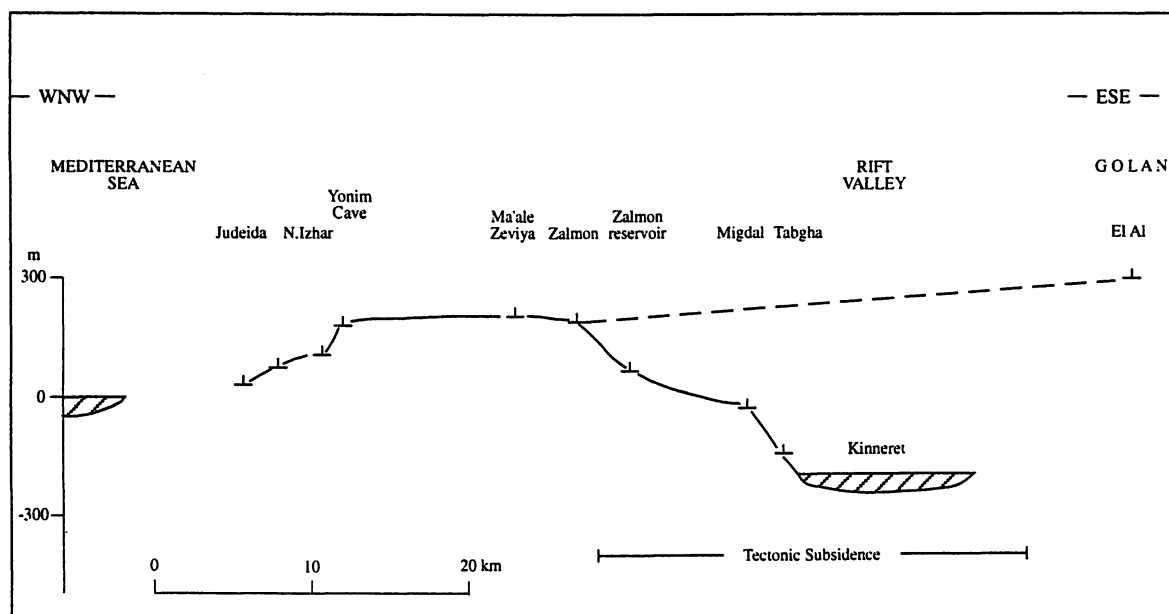 WNW
ESE
MEDITERRANEAN
SEA
RIFT
VALLEY
GOLAN
Yonim
Cave
Judeida
N.Izhar
Ma'ale
Zeviya
Zalmon
Zalmon
reservoir
Migdal
Tabgha
El Al
m
300
0
-300
Kinneret
0
10
20 km
Tectonic Subsidence